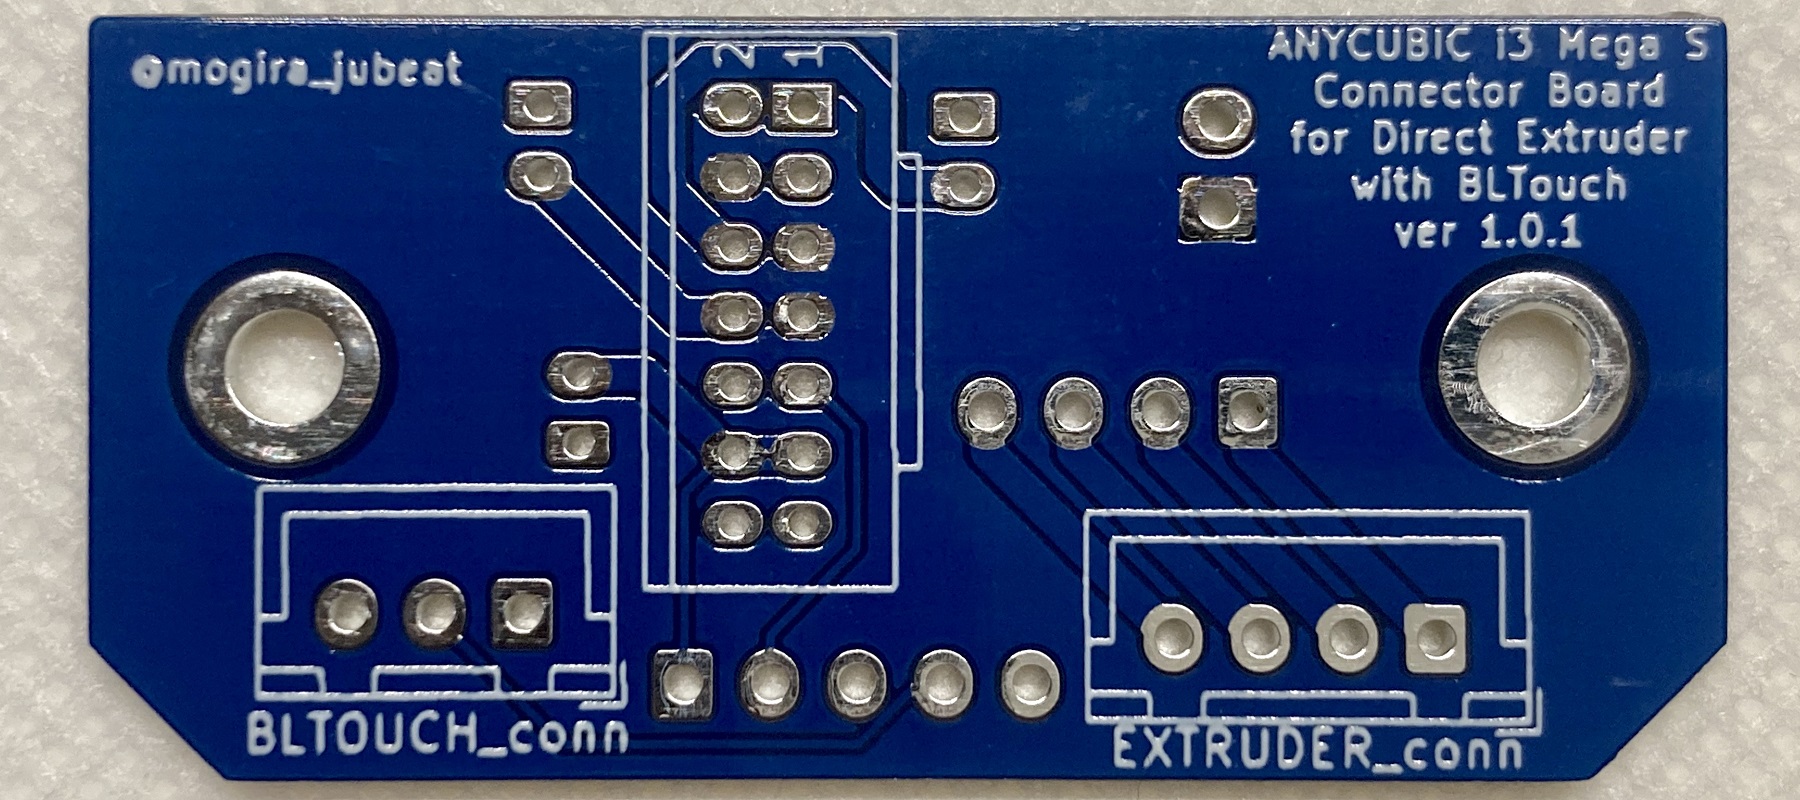 @mogira_jubeat
2 1
ANYCUBIC i3 Mega S
Connector Board
for Direct Extruder
with BLTouch
ver 1.0.1
BLTOUCH_conn
EXTRUDER_conn